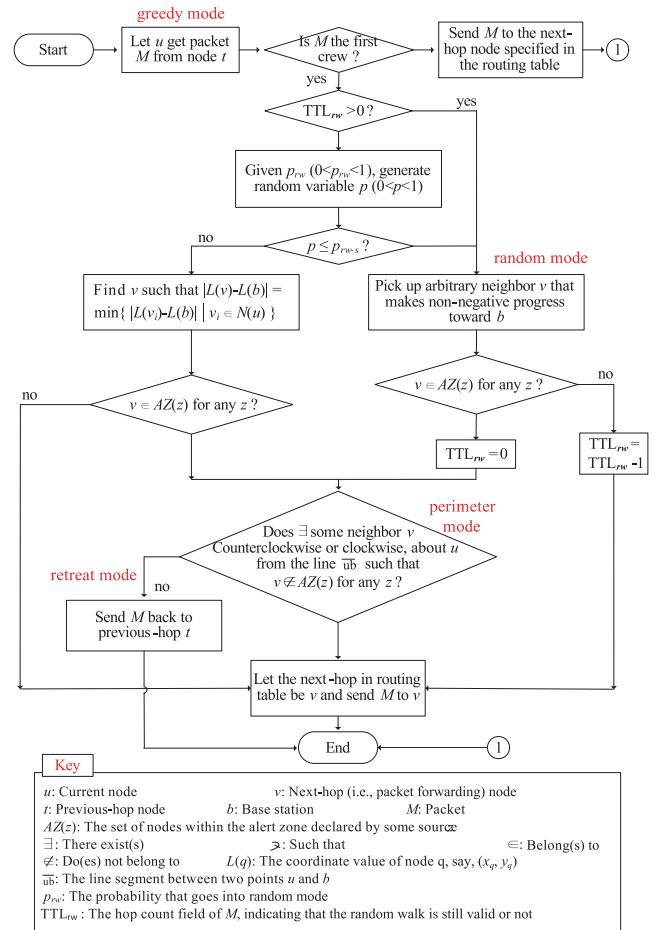 greedy mode
Start
Let u get packet
M from node t
Is M the first
crew ?
Send M to the next-
hop node specified in
the routing table
1
yes
TTLrw >0 ?
yes
Given prw (0<prw<1), generate
random variable p (0<p<1)
no
p ≤ prw-s ?
random mode
Find v such that |L(v)-L(b)| =
min{ |L(vi)-L(b)| | vi ∈ N(u) }
Pick up arbitrary neighbor v that
makes non-negative progress
toward b
no
v ∈ AZ(z) for any z ?
v ∈ AZ(z) for any z ?
no
TTLrw = 0
TTLrw =
TTLrw -1
perimeter
mode
Does ∃ some neighbor v
Counterclockwise or clockwise, about u
from the line u̅b̅ such that
v ∉ AZ(z) for any z ?
retreat mode
no
Send M back to
previous-hop t
Let the next-hop in routing
table be v and send M to v
End
1
Key
u: Current node v: Next-hop (i.e., packet forwarding) node
t: Previous-hop node b: Base station M: Packet
AZ(z): The set of nodes within the alert zone declared by some source
∃: There exist(s) ∋: Such that ∈: Belong(s) to
∉: Do(es) not belong to L(q): The coordinate value of node q, say, (xq, yq)
u̅b̅: The line segment between two points u and b
prw: The probability that goes into random mode
TTLrw : The hop count field of M, indicating that the random walk is still valid or not